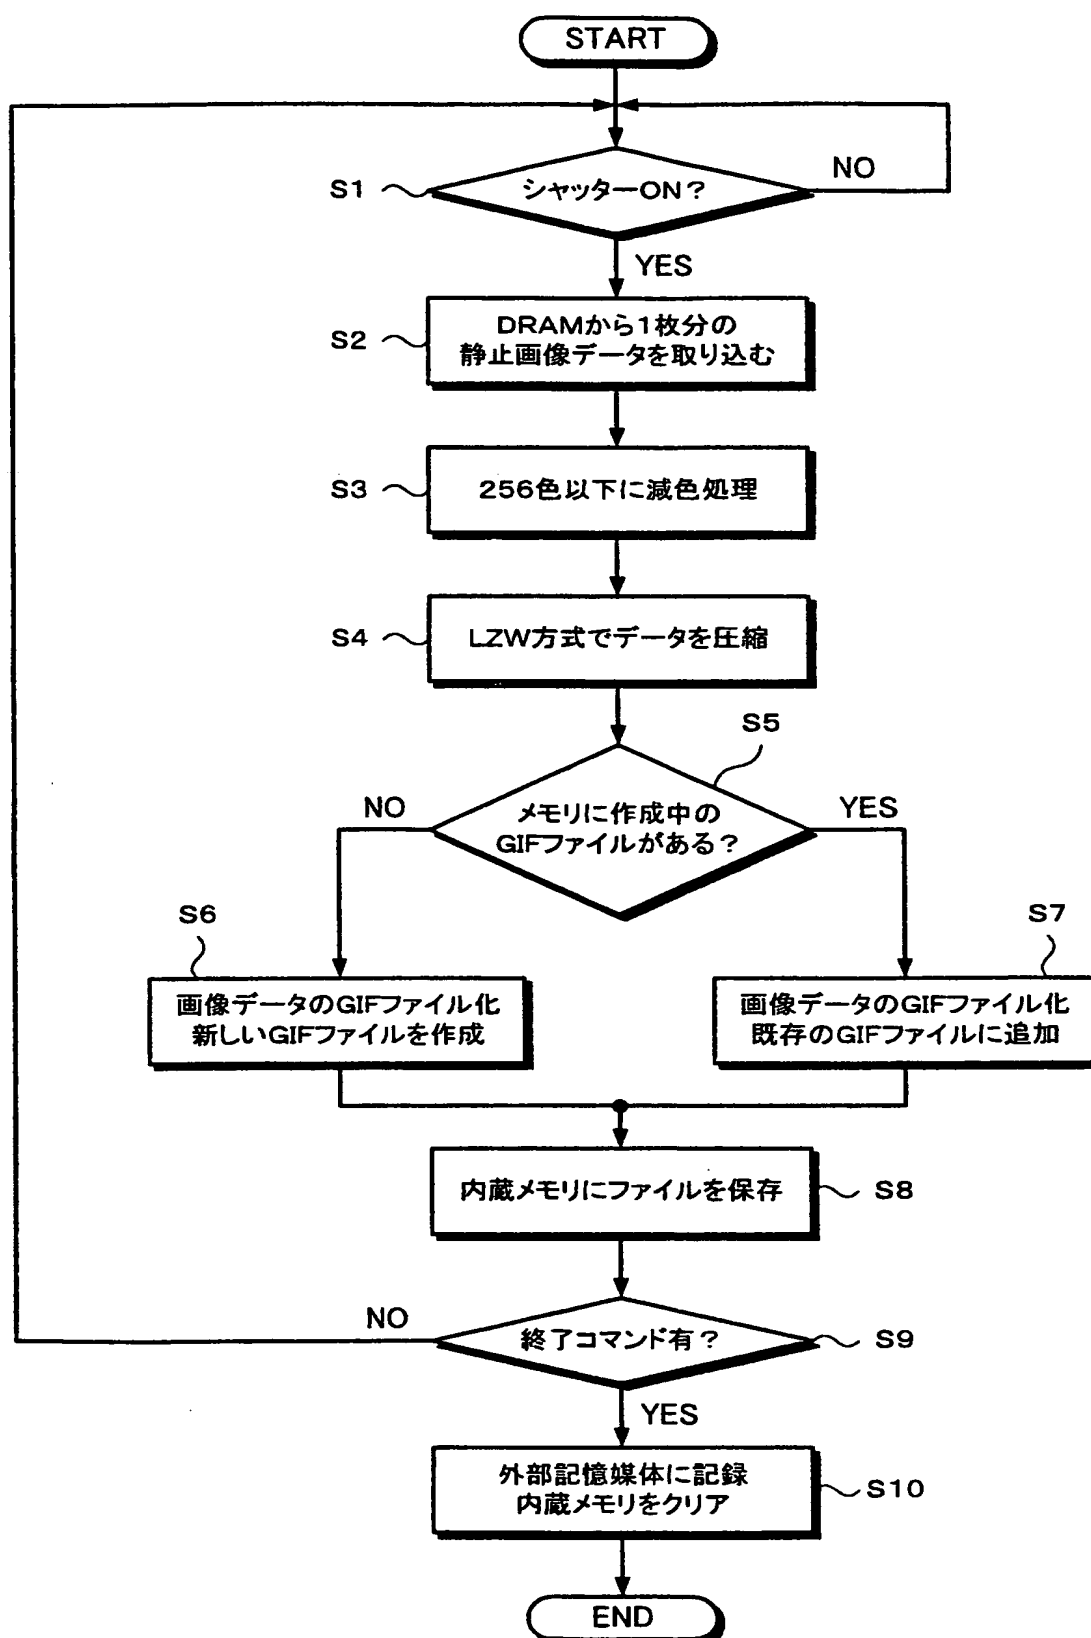 START
S1
シャッターON?
NO
YES
S2
DRAMから1枚分の
静止画像データを取り込む
S3
256色以下に減色処理
S4
LZW方式でデータを圧縮
S5
NO
メモリに作成中の
GIFファイルがある?
YES
S6
画像データのGIFファイル化
新しいGIFファイルを作成
S7
画像データのGIFファイル化
既存のGIFファイルに追加
内蔵メモリにファイルを保存
S8
NO
終了コマンド有?
S9
YES
外部記憶媒体に記録
内蔵メモリをクリア
S10
END